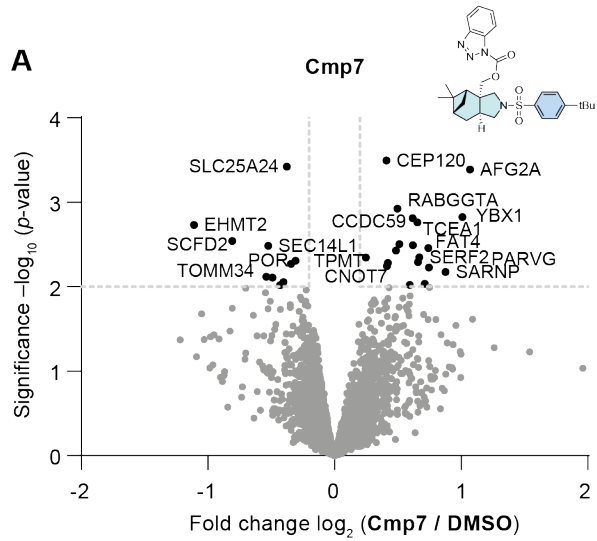 A
Cmp7
N
N
N
O
O
N
S
O
O
tBu
H
4
3
2
1
0
Significance –log10 (p-value)
SLC25A24
CEP120
AFG2A
RABGGTA
YBX1
CCDC59
TCEA1
EHMT2
SCFD2
SEC14L1
FAT4
POR
TPMT
SERF2
PARVG
TOMM34
CNOT7
SARNP
-2 -1 0 1 2
Fold change log2 (Cmp7 / DMSO)